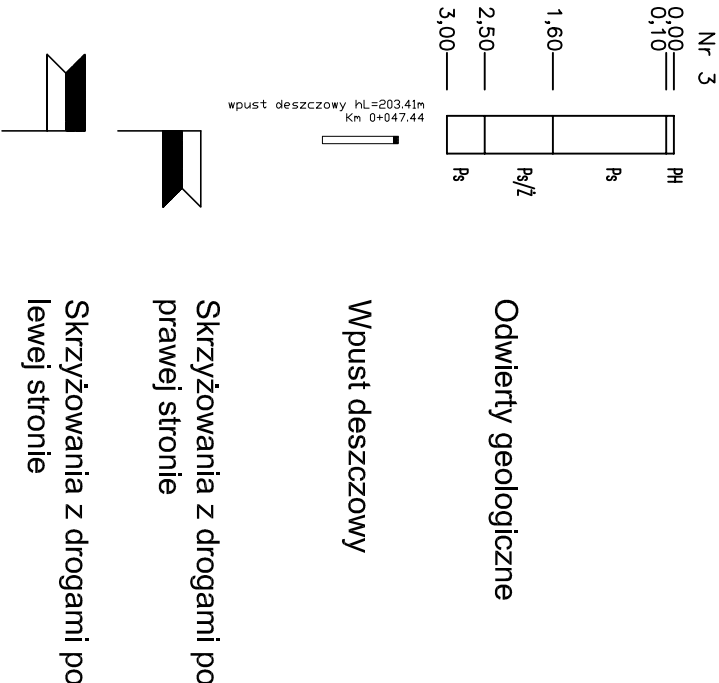 Nr 3
0,00
0,10
1,60
2,50
3,00
PH
Ps
Ps/Ż
Ps
Odwierty geologiczne
wpust deszczowy hL=203.41m
Km 0+047.44
Wpust deszczowy
Skrzyżowania z drogami po
prawej stronie
Skrzyżowania z drogami po
lewej stronie